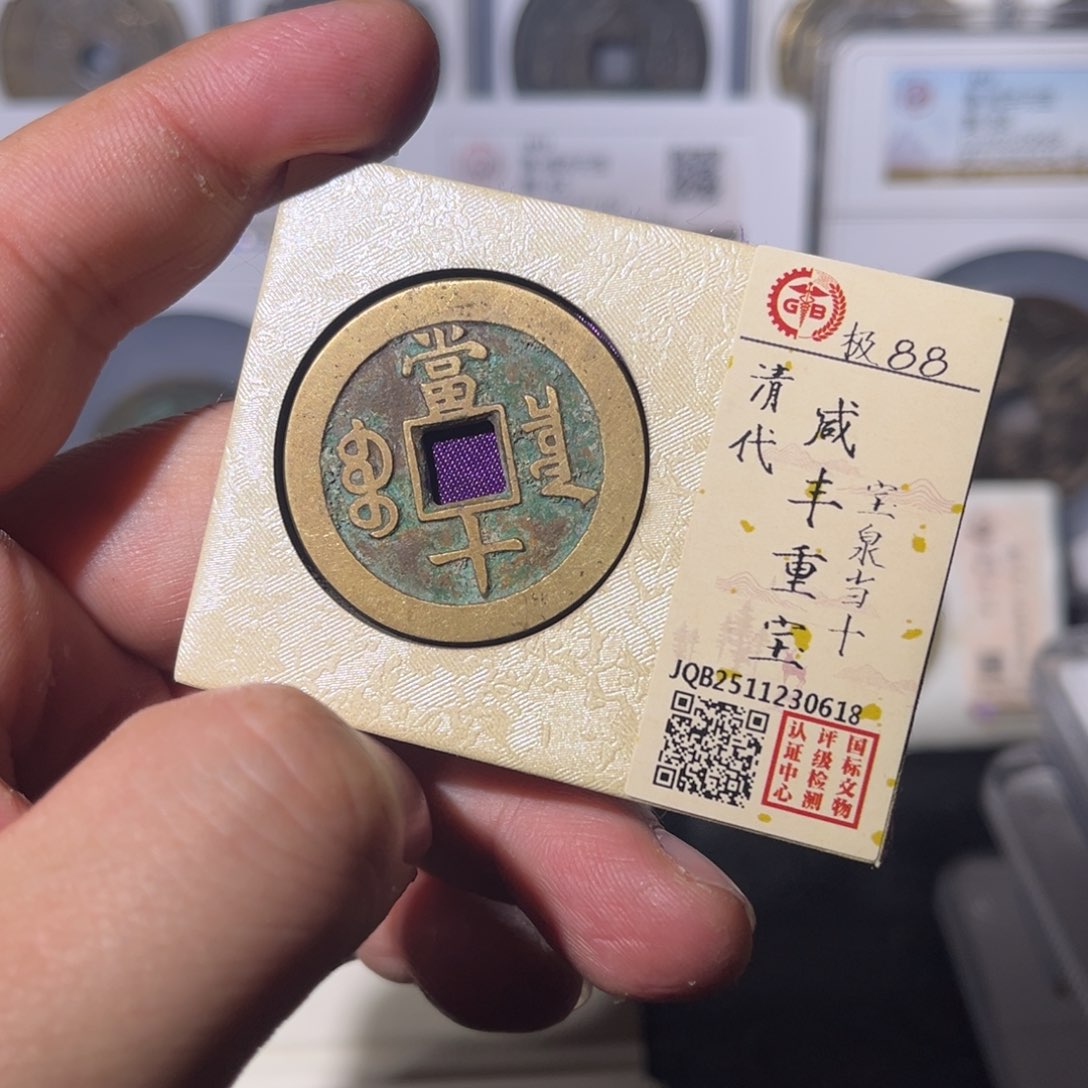 當
十
GB
极88
清代
咸丰重宝
宝泉当十
JQB2511230618
国标文物
评级检测
认证中心